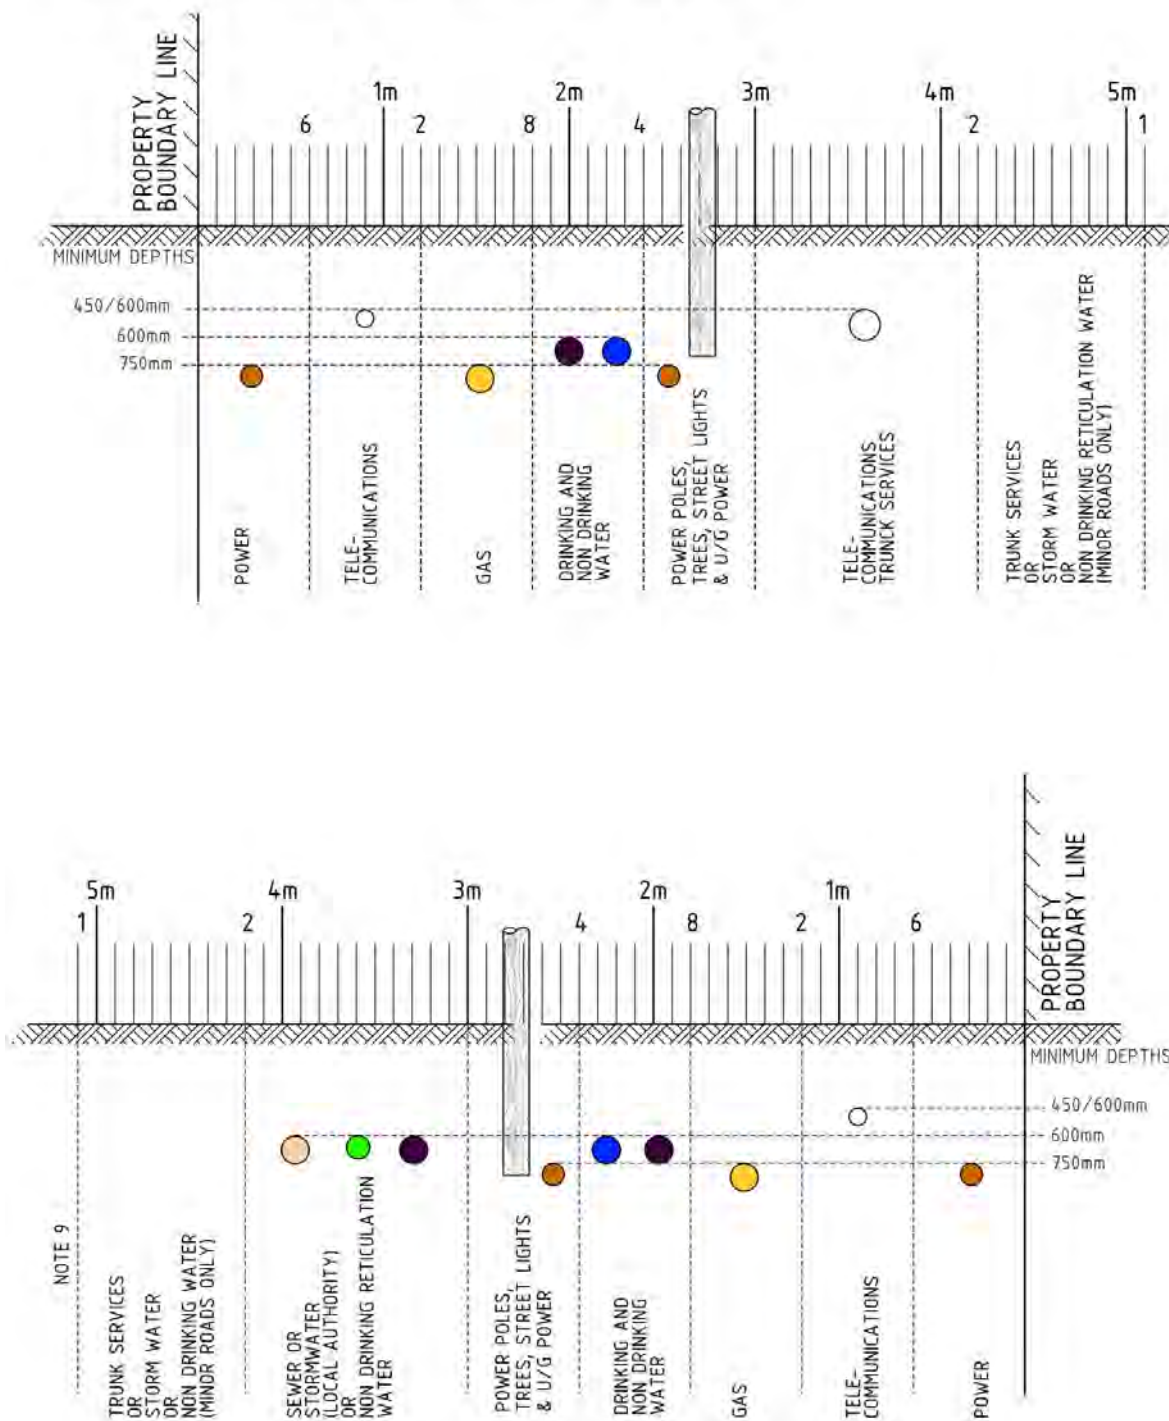 PROPERTY
BOUNDARY LINE
1m
2m
3m
4m
5m
6
2
8
4
2
1
MINIMUM DEPTHS
450/600mm
600mm
750mm
POWER
TELE-
COMMUNICATIONS
GAS
DRINKING AND
NON DRINKING
WATER
POWER POLES,
TREES, STREET LIGHTS
& U/G POWER
TELE-
COMMUNICATIONS
TRUNCK SERVICES
TRUNK SERVICES
OR
STORM WATER
OR
NON DRINKING RETICULATION WATER
(MINOR ROADS ONLY)
5m
4m
3m
2m
1m
1
2
4
8
2
6
PROPERTY
BOUNDARY LINE
MINIMUM DEPTHS
450/600mm
600mm
750mm
NOTE 9
TRUNK SERVICES
OR
STORM WATER
OR
NON DRINKING WATER
(MINOR ROADS ONLY)
SEWER OR
STORMWATER
(LOCAL AUTHORITY)
OR
NON DRINKING RETICULATION
WATER
POWER POLES,
TREES, STREET LIGHTS
& U/G POWER
DRINKING AND
NON DRINKING
WATER
GAS
TELE-
COMMUNICATIONS
POWER